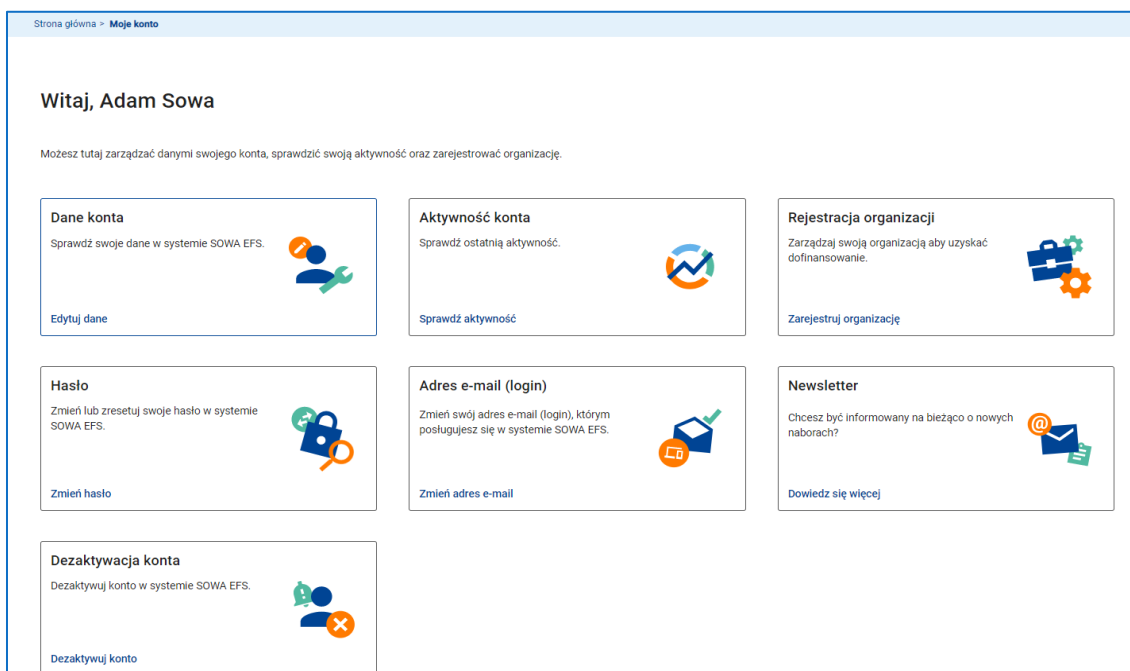 Strona główna > Moje konto
Witaj, Adam Sowa
Możesz tutaj zarządzać danymi swojego konta, sprawdzić swoją aktywność oraz zarejestrować organizację.
Dane konta
Sprawdź swoje dane w systemie SOWA EFS.
Edytuj dane
Aktywność konta
Sprawdź ostatnią aktywność.
Sprawdź aktywność
Rejestracja organizacji
Zarządzaj swoją organizacją aby uzyskać
dofinansowanie.
Zarejestruj organizację
Hasło
Zmień lub zresetuj swoje hasło w systemie
SOWA EFS.
Zmień hasło
Adres e-mail (login)
Zmień swój adres e-mail (login), którym
posługujesz się w systemie SOWA EFS.
Zmień adres e-mail
Newsletter
Chcesz być informowany na bieżąco o nowych
naborach?
@
Dowiedz się więcej
Dezaktywacja konta
Dezaktywuj konto w systemie SOWA EFS.
Dezaktywuj konto